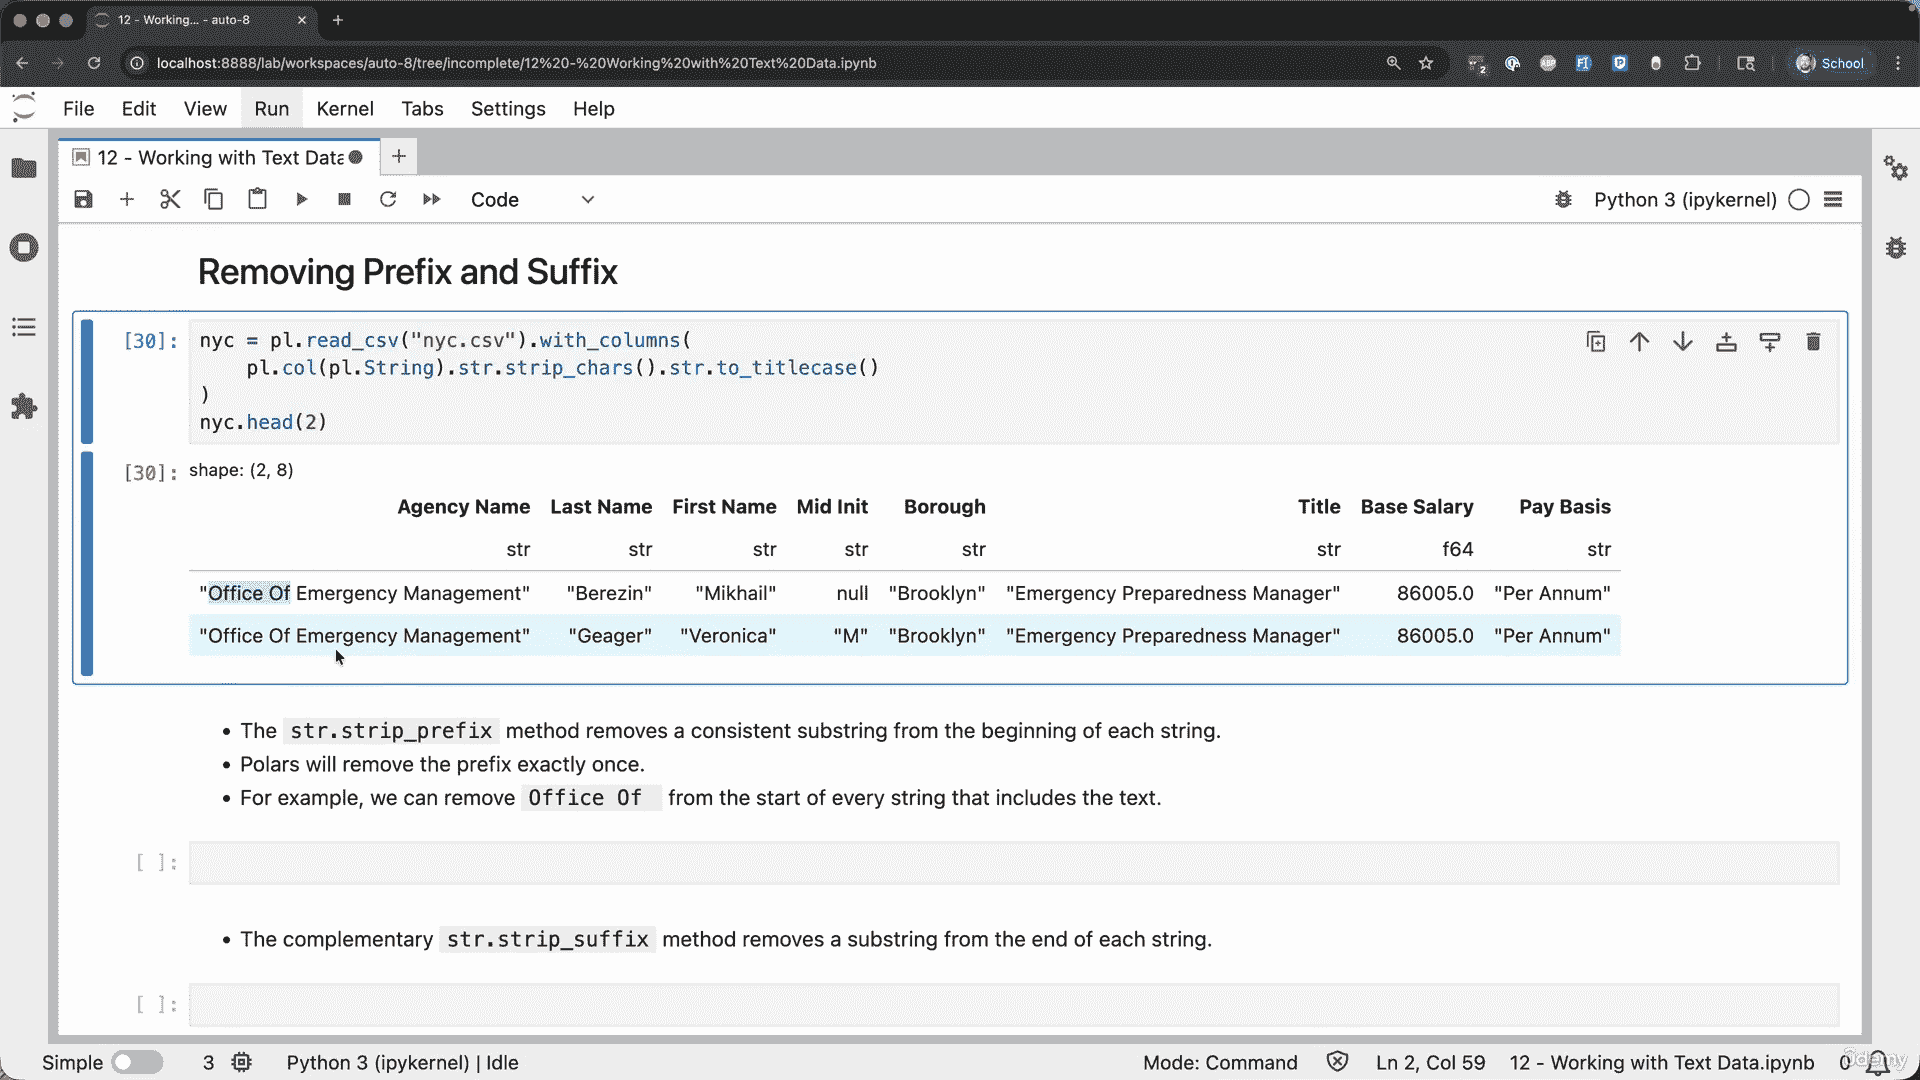 12 - Working... - auto-8
localhost:8888/lab/workspaces/auto-8/tree/incomplete/12%20-%20Working%20with%20Text%20Data.ipynb
2
ABP
School
File Edit View Run Kernel Tabs Settings Help
12 - Working with Text Data
Code
Python 3 (ipykernel)
Removing Prefix and Suffix
[30]: nyc = pl.read_csv("nyc.csv").with_columns(
pl.col(pl.String).str.strip_chars().str.to_titlecase()
)
nyc.head(2)
[30]: shape: (2, 8)
Agency Name Last Name First Name Mid Init Borough Title Base Salary Pay Basis
str str str str str str f64 str
"Office Of Emergency Management" "Berezin" "Mikhail" null "Brooklyn" "Emergency Preparedness Manager" 86005.0 "Per Annum"
"Office Of Emergency Management" "Geager" "Veronica" "M" "Brooklyn" "Emergency Preparedness Manager" 86005.0 "Per Annum"
• The str.strip_prefix method removes a consistent substring from the beginning of each string.
• Polars will remove the prefix exactly once.
• For example, we can remove Office Of from the start of every string that includes the text.
[ ]:
• The complementary str.strip_suffix method removes a substring from the end of each string.
[ ]:
Simple 3 Python 3 (ipykernel) | Idle Mode: Command Ln 2, Col 59 12 - Working with Text Data.ipynb 0